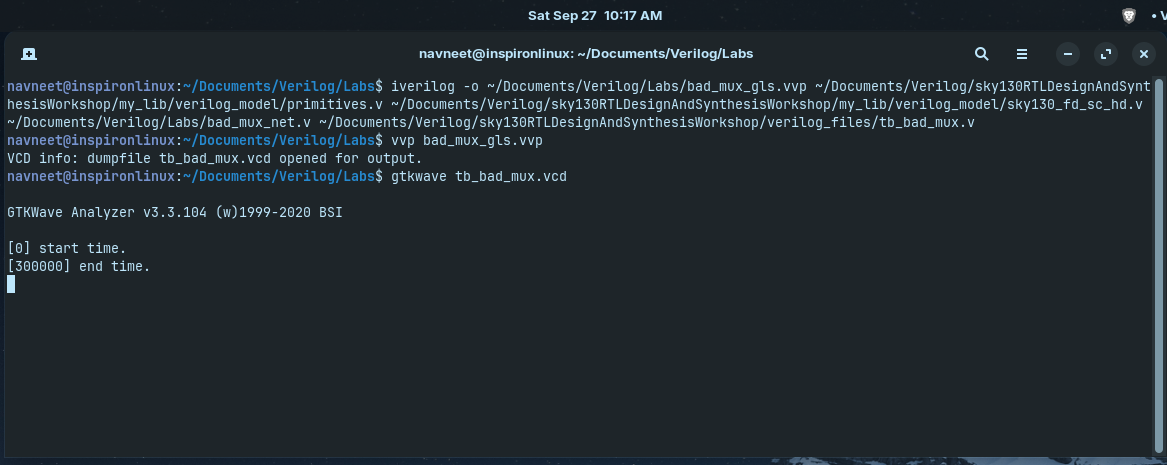 Sat Sep 27 10:17 AM
navneet@inspironlinux: ~/Documents/Verilog/Labs
navneet@inspironlinux:~/Documents/Verilog/Labs$ iverilog -o ~/Documents/Verilog/Labs/bad_mux_gls.vvp ~/Documents/Verilog/sky130RTLDesignAndSynt
hesisWorkshop/my_lib/verilog_model/primitives.v ~/Documents/Verilog/sky130RTLDesignAndSynthesisWorkshop/my_lib/verilog_model/sky130_fd_sc_hd.v
~/Documents/Verilog/Labs/bad_mux_net.v ~/Documents/Verilog/sky130RTLDesignAndSynthesisWorkshop/verilog_files/tb_bad_mux.v
navneet@inspironlinux:~/Documents/Verilog/Labs$ vvp bad_mux_gls.vvp
VCD info: dumpfile tb_bad_mux.vcd opened for output.
navneet@inspironlinux:~/Documents/Verilog/Labs$ gtkwave tb_bad_mux.vcd
GTKWave Analyzer v3.3.104 (w)1999-2020 BSI
[0] start time.
[300000] end time.